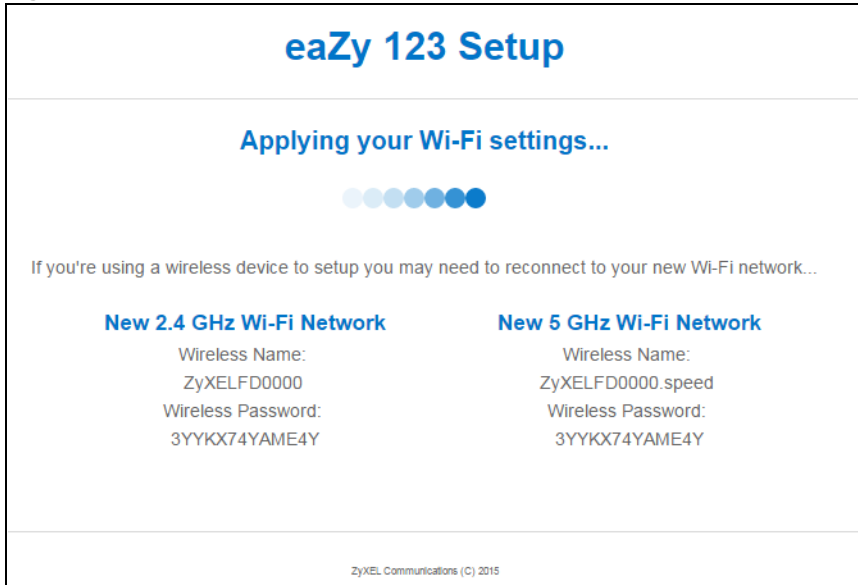 eaZy 123 Setup
Applying your Wi-Fi settings...
If you're using a wireless device to setup you may need to reconnect to your new Wi-Fi network...
New 2.4 GHz Wi-Fi Network
Wireless Name:
ZyXELFD0000
Wireless Password:
3YYKX74YAME4Y
New 5 GHz Wi-Fi Network
Wireless Name:
ZyXELFD0000.speed
Wireless Password:
3YYKX74YAME4Y
ZyXEL Communications (C) 2015